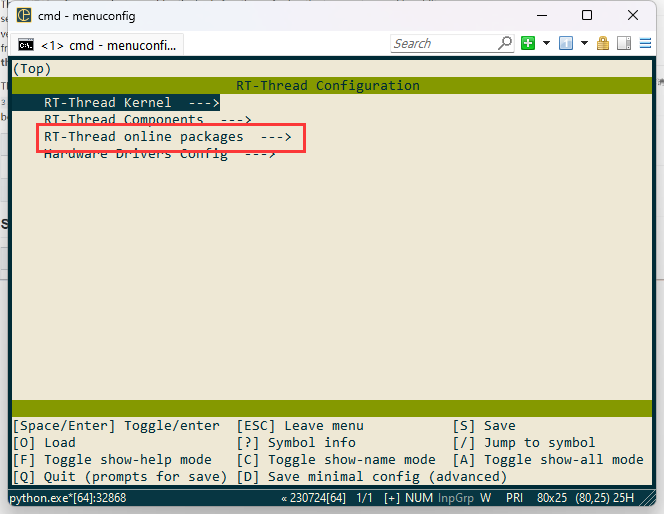 cmd - menuconfig
<1> cmd - menuconfi...
Search
(Top)
RT-Thread Configuration
RT-Thread Kernel --->
RT-Thread Components --->
RT-Thread online packages --->
Hardware Drivers Config --->
[Space/Enter] Toggle/enter [ESC] Leave menu [S] Save
[O] Load [?] Symbol info [/] Jump to symbol
[F] Toggle show-help mode [C] Toggle show-name mode [A] Toggle show-all mode
[Q] Quit (prompts for save) [D] Save minimal config (advanced)
python.exe*[64]:32868 « 230724[64] 1/1 [+] NUM InpGrp W PRI 80x25 (80,25) 25H